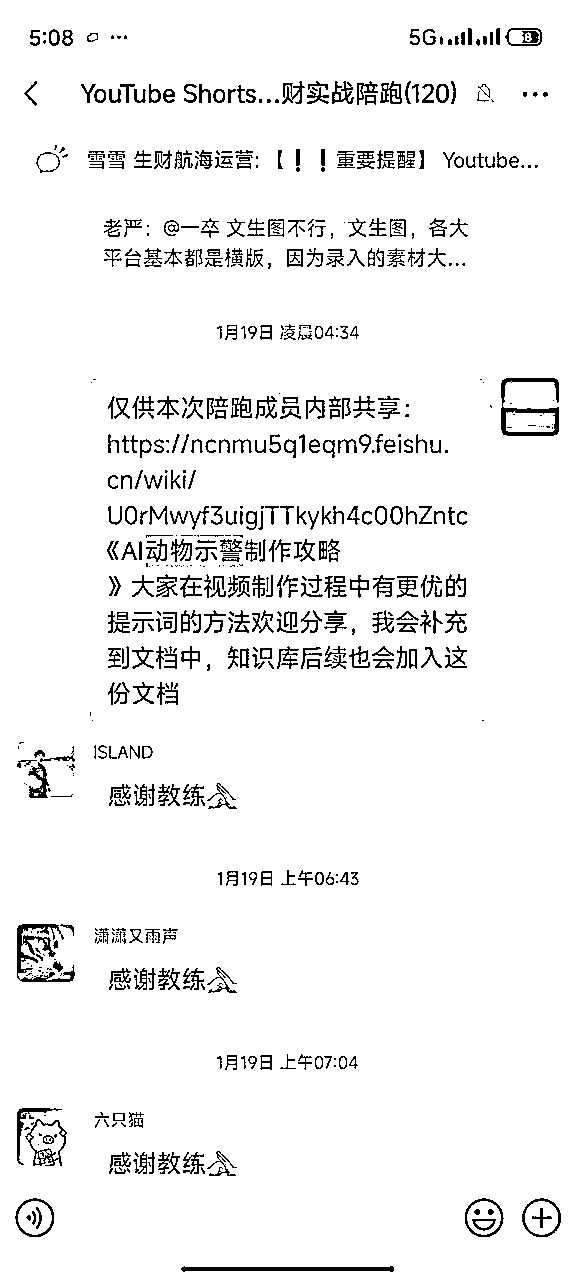 5:08
5G
8
YouTube Shorts...财实战陪跑(120)
雪雪 生财航海运营:【❗❗重要提醒】 Youtube...
老严：@一卒 文生图不行，文生图，各大
平台基本都是横版，因为录入的素材大...
1月19日 凌晨04:34
仅供本次陪跑成员内部共享：
https://ncnmu5q1eqm9.feishu.
cn/wiki/
U0rMwyf3uigjTTkykh4c00hZntc
《AI动物示警制作攻略
》大家在视频制作过程中有更优的
提示词的方法欢迎分享，我会补充
到文档中，知识库后续也会加入这
份文档
ISLAND
感谢教练
1月19日 上午06:43
潇潇又雨声
感谢教练
1月19日 上午07:04
六只猫
感谢教练